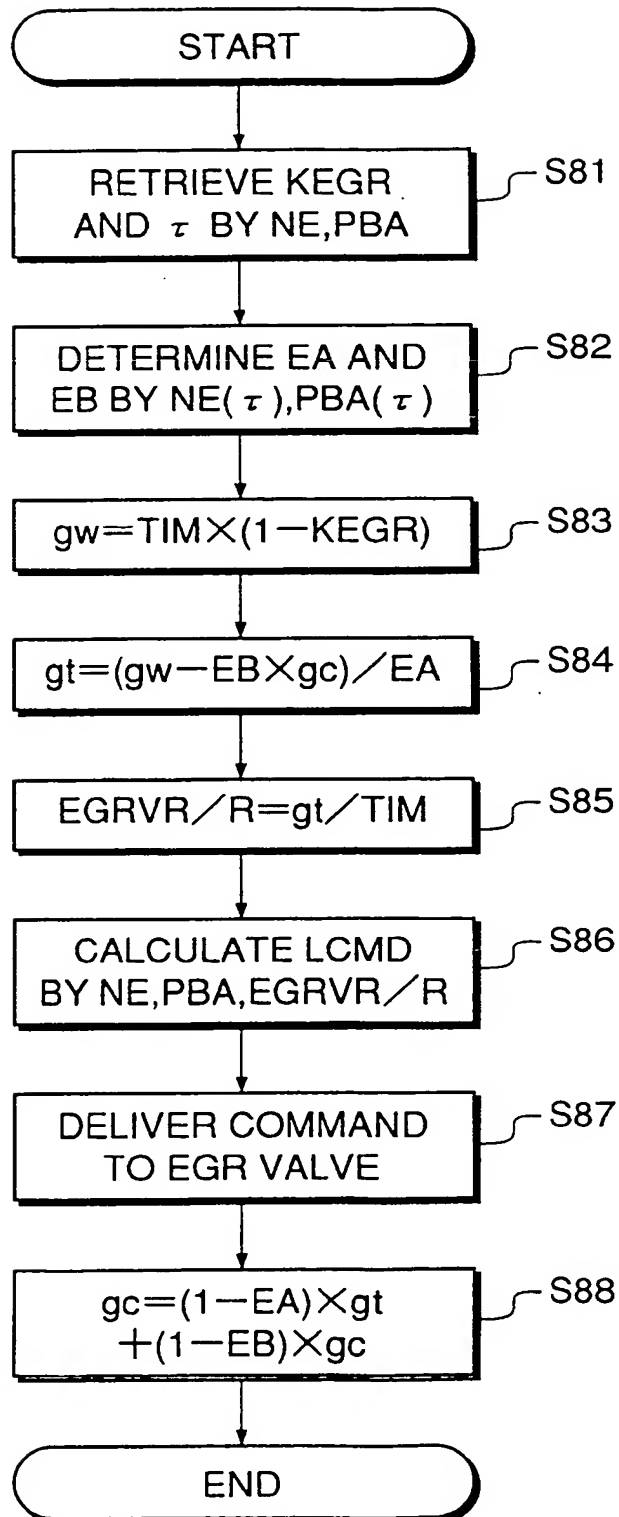 START
RETRIEVE KEGR
AND τ BY NE,PBA
S81
DETERMINE EA AND
EB BY NE(τ),PBA(τ)
S82
gw=TIM×(1−KEGR)
S83
gt=(gw−EB×gc)/EA
S84
EGRVR/R=gt/TIM
S85
CALCULATE LCMD
BY NE,PBA,EGRVR/R
S86
DELIVER COMMAND
TO EGR VALVE
S87
gc=(1−EA)×gt
+(1−EB)×gc
S88
END